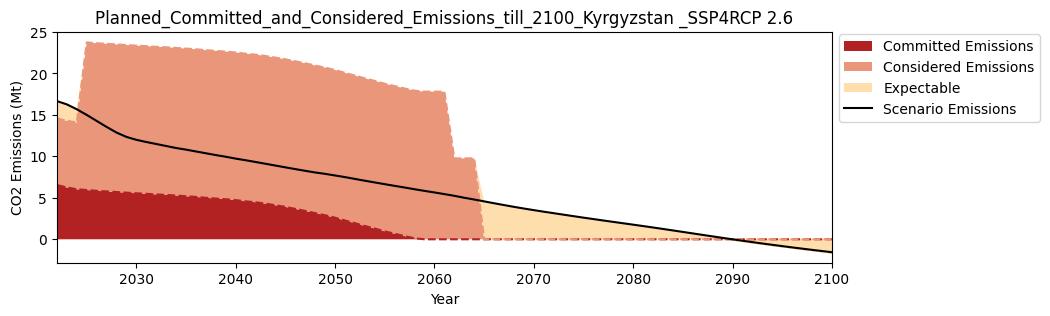 Planned_Committed_and_Considered_Emissions_till_2100_Kyrgyzstan _SSP4RCP 2.6
CO2 Emissions (Mt)
25
20
15
10
5
0
2030
2040
2050
2060
2070
2080
2090
2100
Year
Committed Emissions
Considered Emissions
Expectable
Scenario Emissions